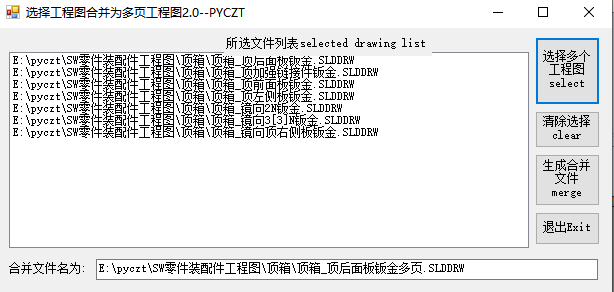 选择工程图合并为多页工程图2.0--PYCZT
所选文件列表selected drawing list
E:\pyczt\SW零件装配件工程图\顶箱\顶箱_顶后面板钣金.SLDDRW
E:\pyczt\SW零件装配件工程图\顶箱\顶箱_顶加强链接件钣金.SLDDRW
E:\pyczt\SW零件装配件工程图\顶箱\顶箱_顶前面板钣金.SLDDRW
E:\pyczt\SW零件装配件工程图\顶箱\顶箱_顶左侧板钣金.SLDDRW
E:\pyczt\SW零件装配件工程图\顶箱\顶箱_镜向2N钣金.SLDDRW
E:\pyczt\SW零件装配件工程图\顶箱\顶箱_镜向3[3]N钣金.SLDDRW
E:\pyczt\SW零件装配件工程图\顶箱\顶箱_镜向顶右侧板钣金.SLDDRW
选择多个
工程图
select
清除选择
clear
生成合并
文件
merge
退出Exit
合并文件名为:
E:\pyczt\SW零件装配件工程图\顶箱\顶箱_顶后面板钣金多页.SLDDRW